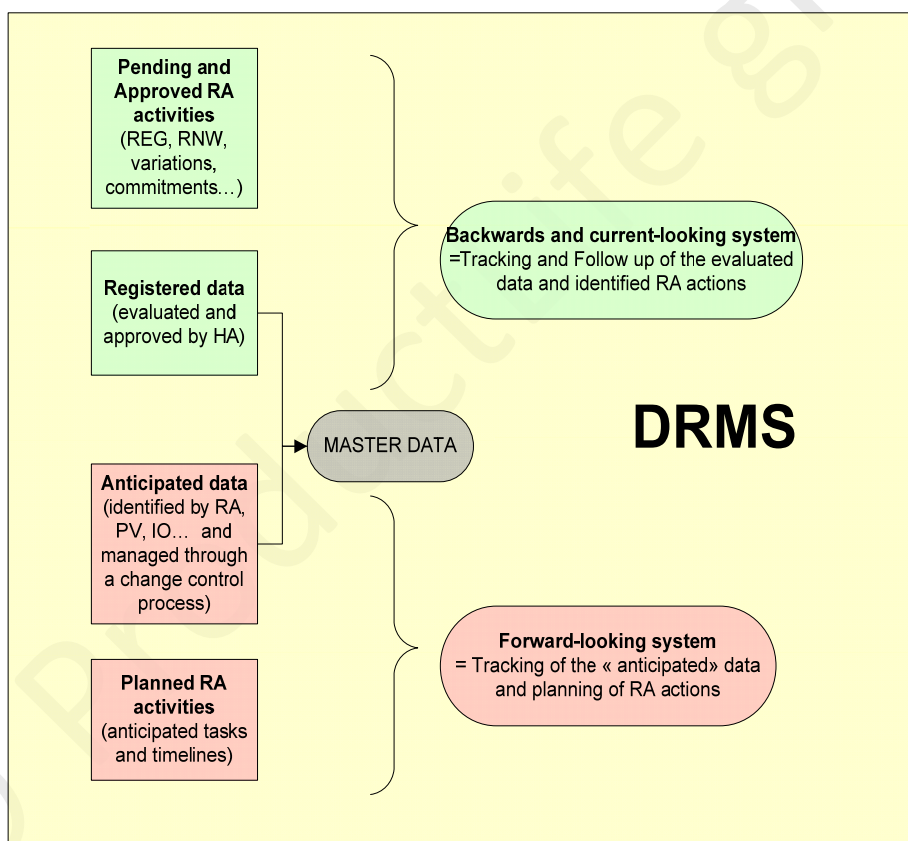 Pending and
Approved RA
activities
(REG, RNW,
variations,
commitments…)
Backwards and current-looking system
=Tracking and Follow up of the evaluated
data and identified RA actions
Registered data
(evaluated and
approved by HA)
MASTER DATA
DRMS
Anticipated data
(identified by RA,
PV, IO… and
managed through
a change control
process)
Forward-looking system
= Tracking of the « anticipated» data
and planning of RA actions
Planned RA
activities
(anticipated tasks
and timelines)
Productlife